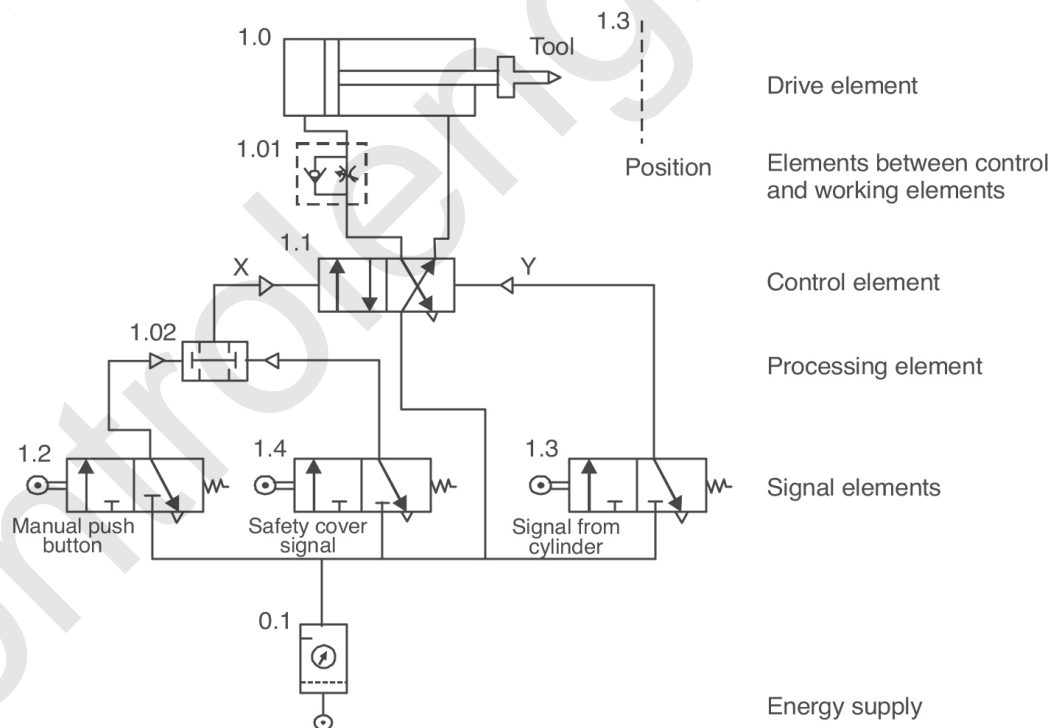 1.0
Tool
1.3
Drive element
1.01
Position
Elements between control
and working elements
1.1
X
Y
Control element
1.02
Processing element
1.2
1.4
1.3
Signal elements
Manual push
button
Safety cover
signal
Signal from
cylinder
0.1
Energy supply